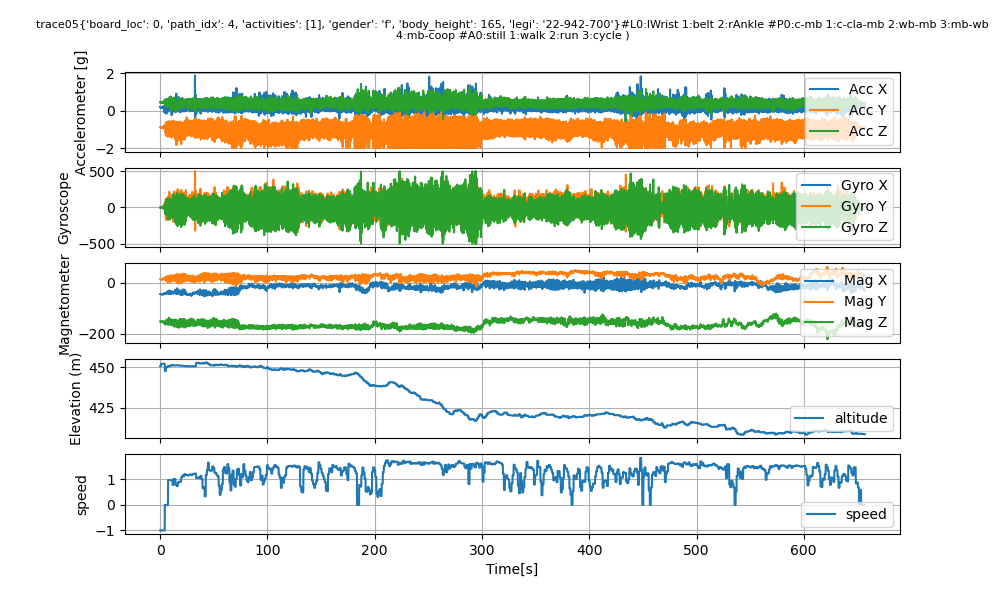 trace05{'board_loc': 0, 'path_idx': 4, 'activities': [1], 'gender': 'f', 'body_height': 165, 'legi': '22-942-700'}#L0:lWrist 1:belt 2:rAnkle #P0:c-mb 1:c-cla-mb 2:wb-mb 3:mb-wb
4:mb-coop #A0:still 1:walk 2:run 3:cycle )
Accelerometer [g]
2
0
−2
Acc X
Acc Y
Acc Z
Gyroscope
500
0
−500
Gyro X
Gyro Y
Gyro Z
Magnetometer
0
−200
Mag X
Mag Y
Mag Z
Elevation (m)
450
425
altitude
speed
1
0
−1
speed
0
100
200
300
400
500
600
Time[s]